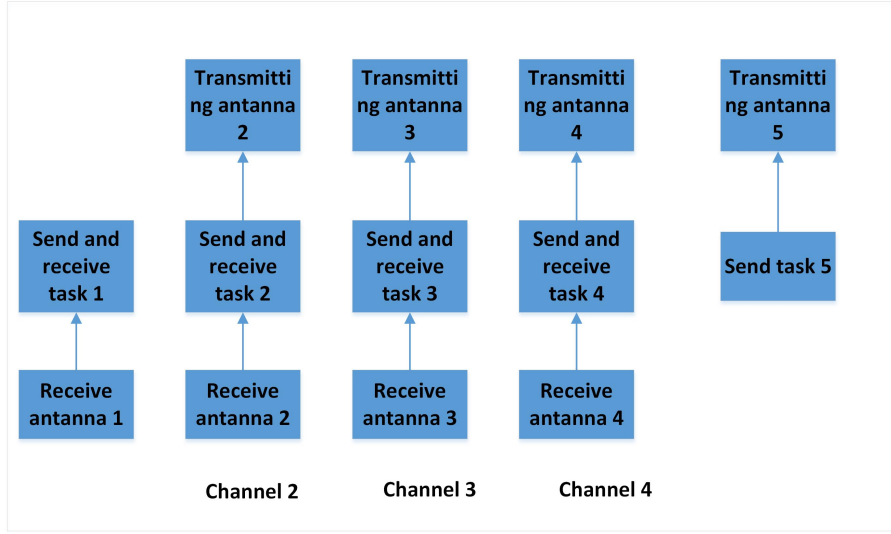 Transmitti
ng antanna
2
Transmitti
ng antanna
3
Transmitti
ng antanna
4
Transmitti
ng antanna
5
Send and
receive
task 1
Send and
receive
task 2
Send and
receive
task 3
Send and
receive
task 4
Send task 5
Receive
antanna 1
Receive
antanna 2
Receive
antanna 3
Receive
antanna 4
Channel 2
Channel 3
Channel 4